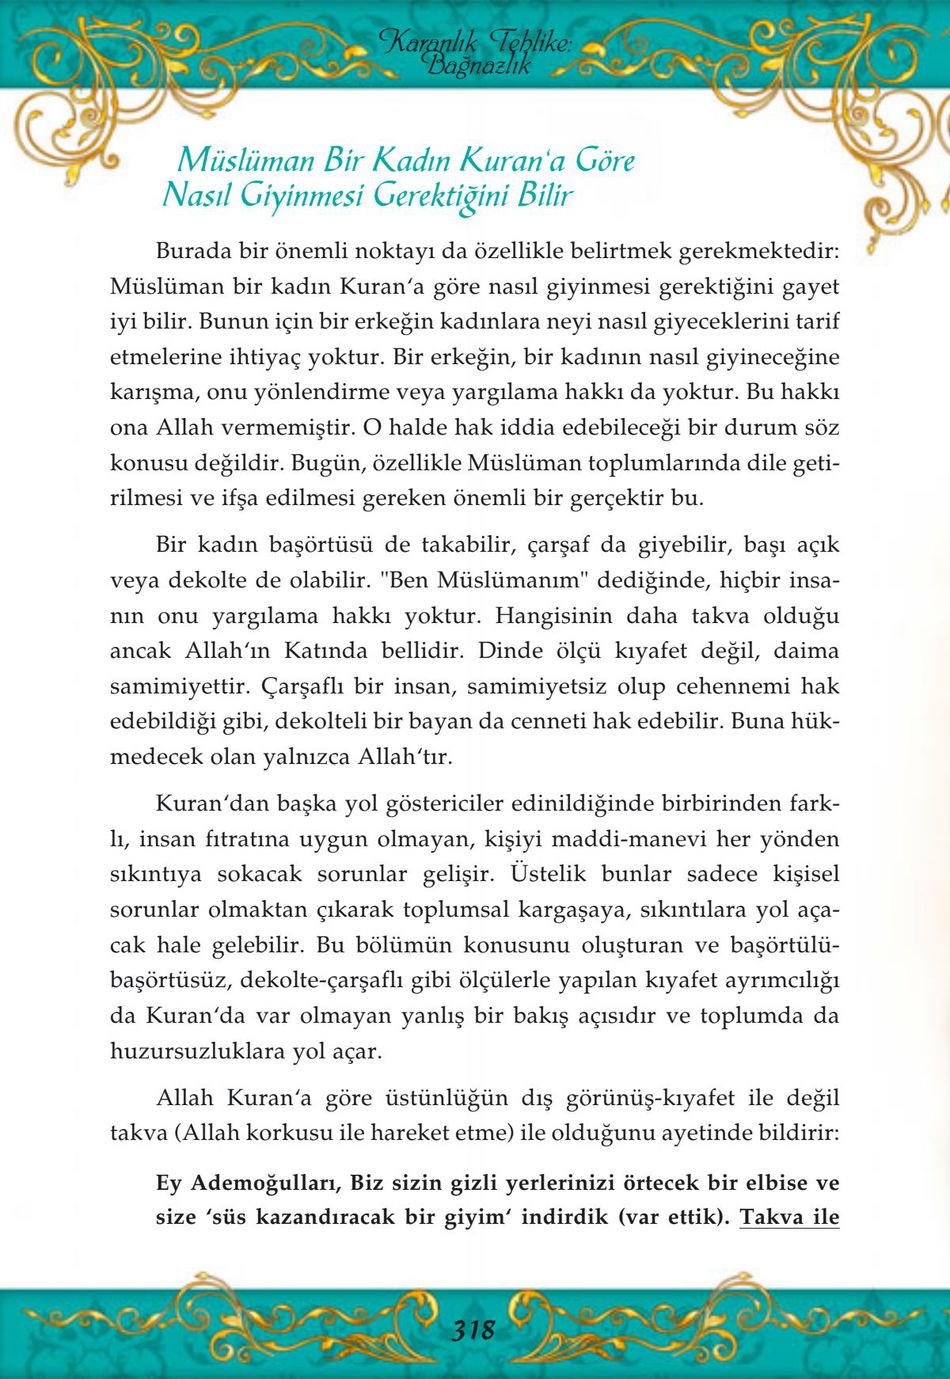 Karanlık Tehlike:
Bağnazlık
Müslüman Bir Kadın Kuran'a Göre
Nasıl Giyinmesi Gerektiğini Bilir
Burada bir önemli noktayı da özellikle belirtmek gerekmektedir:
Müslüman bir kadın Kuran‘a göre nasıl giyinmesi gerektiğini gayet
iyi bilir. Bunun için bir erkeğin kadınlara neyi nasıl giyeceklerini tarif
etmelerine ihtiyaç yoktur. Bir erkeğin, bir kadının nasıl giyineceğine
karışma, onu yönlendirme veya yargılama hakkı da yoktur. Bu hakkı
ona Allah vermemiştir. O halde hak iddia edebileceği bir durum söz
konusu değildir. Bugün, özellikle Müslüman toplumlarında dile geti-
rilmesi ve ifşa edilmesi gereken önemli bir gerçektir bu.
Bir kadın başörtüsü de takabilir, çarşaf da giyebilir, başı açık
veya dekolte de olabilir. "Ben Müslümanım" dediğinde, hiçbir insa-
nın onu yargılama hakkı yoktur. Hangisinin daha takva olduğu
ancak Allah‘ın Katında bellidir. Dinde ölçü kıyafet değil, daima
samimiyettir. Çarşaflı bir insan, samimiyetsiz olup cehennemi hak
edebildiği gibi, dekolteli bir bayan da cenneti hak edebilir. Buna hük-
medecek olan yalnızca Allah‘tır.
Kuran‘dan başka yol göstericiler edinildiğinde birbirinden fark-
lı, insan fıtratına uygun olmayan, kişiyi maddi-manevi her yönden
sıkıntıya sokacak sorunlar gelişir. Üstelik bunlar sadece kişisel
sorunlar olmaktan çıkarak toplumsal kargaşaya, sıkıntılara yol aça-
cak hale gelebilir. Bu bölümün konusunu oluşturan ve başörtülü-
başörtüsüz, dekolte-çarşaflı gibi ölçülerle yapılan kıyafet ayrımcılığı
da Kuran‘da var olmayan yanlış bir bakış açısıdır ve toplumda da
huzursuzluklara yol açar.
Allah Kuran‘a göre üstünlüğün dış görünüş-kıyafet ile değil
takva (Allah korkusu ile hareket etme) ile olduğunu ayetinde bildirir:
Ey Ademoğulları, Biz sizin gizli yerlerinizi örtecek bir elbise ve
size ‘süs kazandıracak bir giyim‘ indirdik (var ettik). Takva ile
318